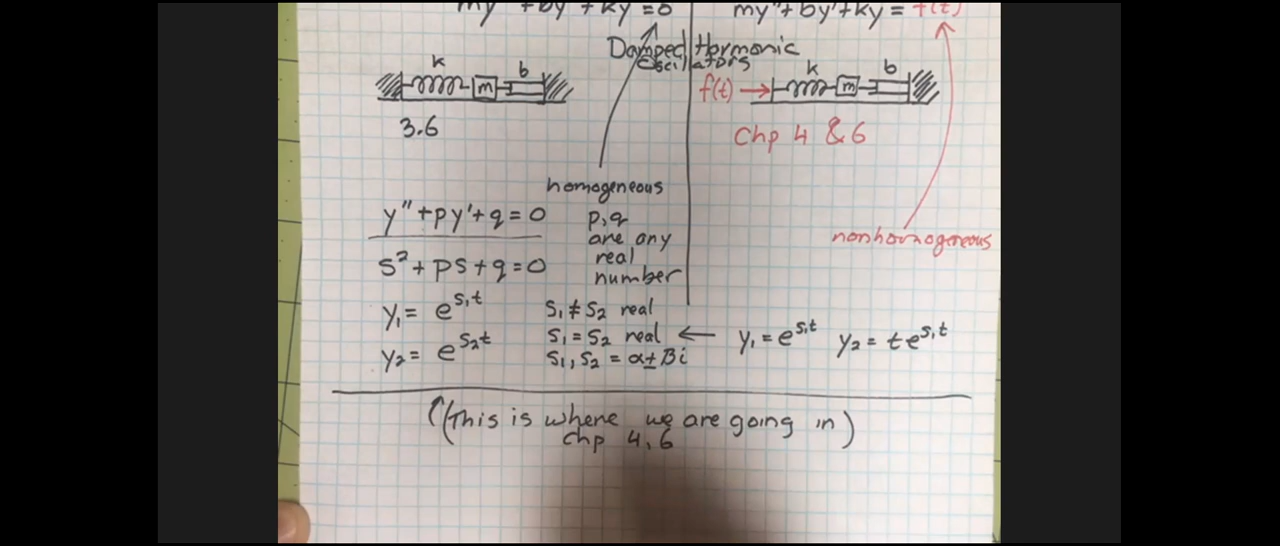 my" + by' + ky = 0
my" + by' + ky = f(t)
Damped Harmonic
Oscillators
k
b
m
3.6
f(t)
k
b
m
Chp 4 & 6
homogeneous
nonhomogeneous
y" + py' + q = 0
p, q
are any
real
number
s² + ps + q = 0
y₁ = e^{s₁t}
s₁ ≠ s₂ real
y₂ = e^{s₂t}
s₁ = s₂ real ← y₁ = e^{s₁t} y₂ = te^{s₁t}
s₁, s₂ = α ± Bi
(This is where we are going in)
chp 4, 6